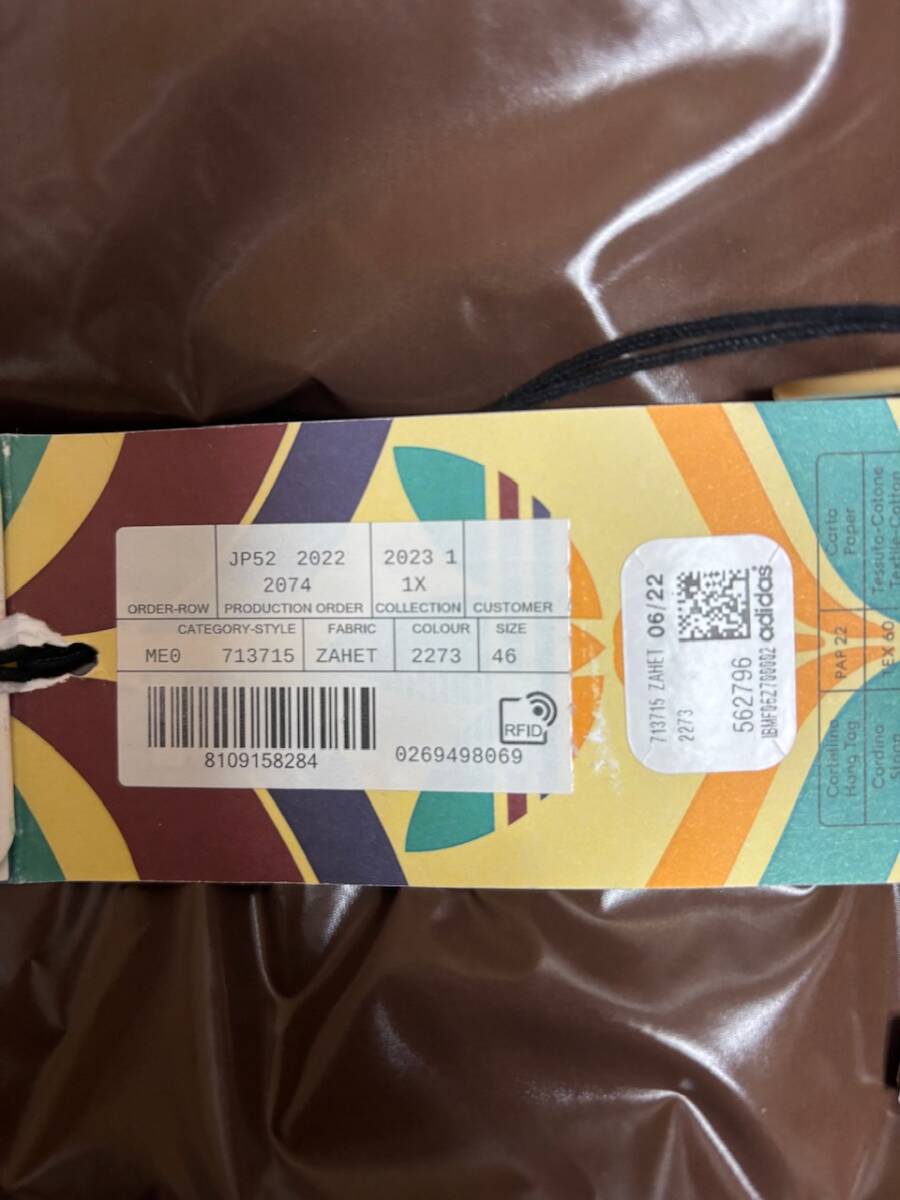 JP52 2022
2074
2023 1
1X
ORDER-ROW
PRODUCTION ORDER
COLLECTION
CUSTOMER
CATEGORY-STYLE
FABRIC
COLOUR
SIZE
ME0 713715
ZAHET
2273
46
8109158284
0269498069
RFID
713715 ZAHET 06/22
2273
562796
adidas
Cartellino
Hang Tag
PAP 22
Carta
Paper
Cordino
TEX 60
Tessuto-Cotone
Textile-Cotton